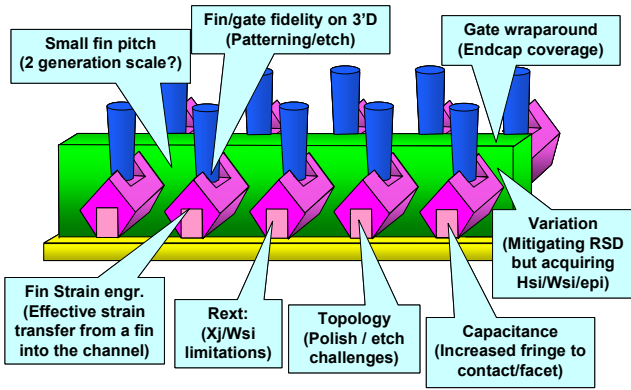 Small fin pitch
(2 generation scale?)
Fin/gate fidelity on 3’D
(Patterning/etch)
Gate wraparound
(Endcap coverage)
Fin Strain engr.
(Effective strain
transfer from a fin
into the channel)
Rext:
(Xj/Wsi
limitations)
Topology
(Polish / etch
challenges)
Capacitance
(Increased fringe to
contact/facet)
Variation
(Mitigating RSD
but acquiring
Hsi/Wsi/epi)